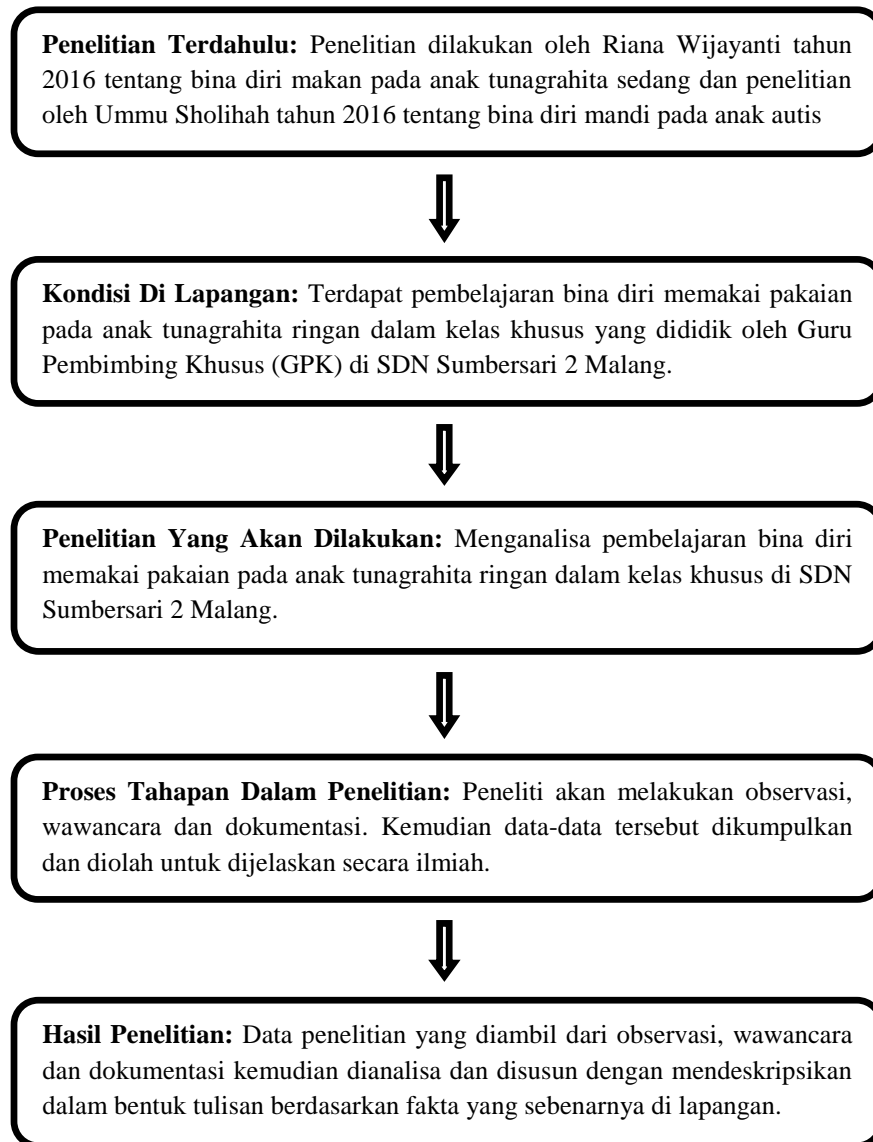 Penelitian Terdahulu: Penelitian dilakukan oleh Riana Wijayanti tahun
2016 tentang bina diri makan pada anak tunagrahita sedang dan penelitian
oleh Ummu Sholihah tahun 2016 tentang bina diri mandi pada anak autis
Kondisi Di Lapangan: Terdapat pembelajaran bina diri memakai pakaian
pada anak tunagrahita ringan dalam kelas khusus yang dididik oleh Guru
Pembimbing Khusus (GPK) di SDN Sumbersari 2 Malang.
Penelitian Yang Akan Dilakukan: Menganalisa pembelajaran bina diri
memakai pakaian pada anak tunagrahita ringan dalam kelas khusus di SDN
Sumbersari 2 Malang.
Proses Tahapan Dalam Penelitian: Peneliti akan melakukan observasi,
wawancara dan dokumentasi. Kemudian data-data tersebut dikumpulkan
dan diolah untuk dijelaskan secara ilmiah.
Hasil Penelitian: Data penelitian yang diambil dari observasi, wawancara
dan dokumentasi kemudian dianalisa dan disusun dengan mendeskripsikan
dalam bentuk tulisan berdasarkan fakta yang sebenarnya di lapangan.